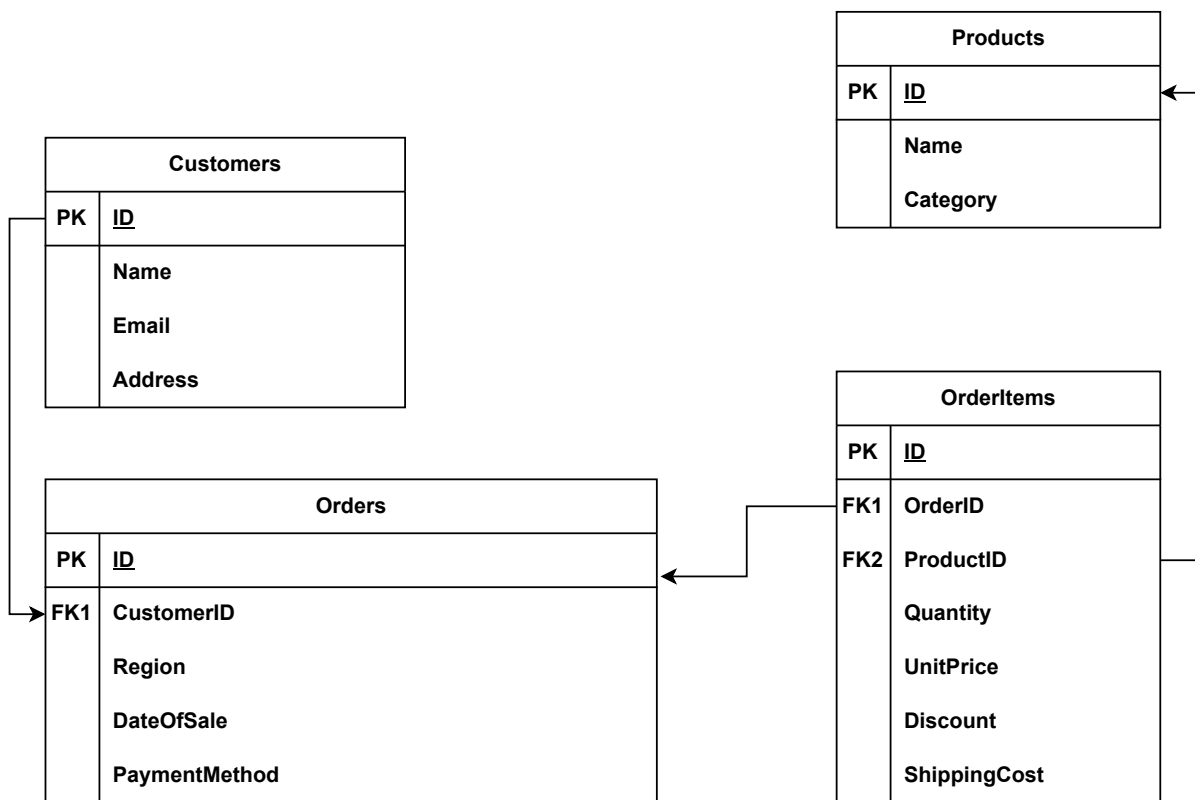 Products
PK ID
Name
Category
Customers
PK ID
Name
Email
Address
OrderItems
PK ID
FK1 OrderID
FK2 ProductID
Quantity
UnitPrice
Discount
ShippingCost
Orders
PK ID
FK1 CustomerID
Region
DateOfSale
PaymentMethod